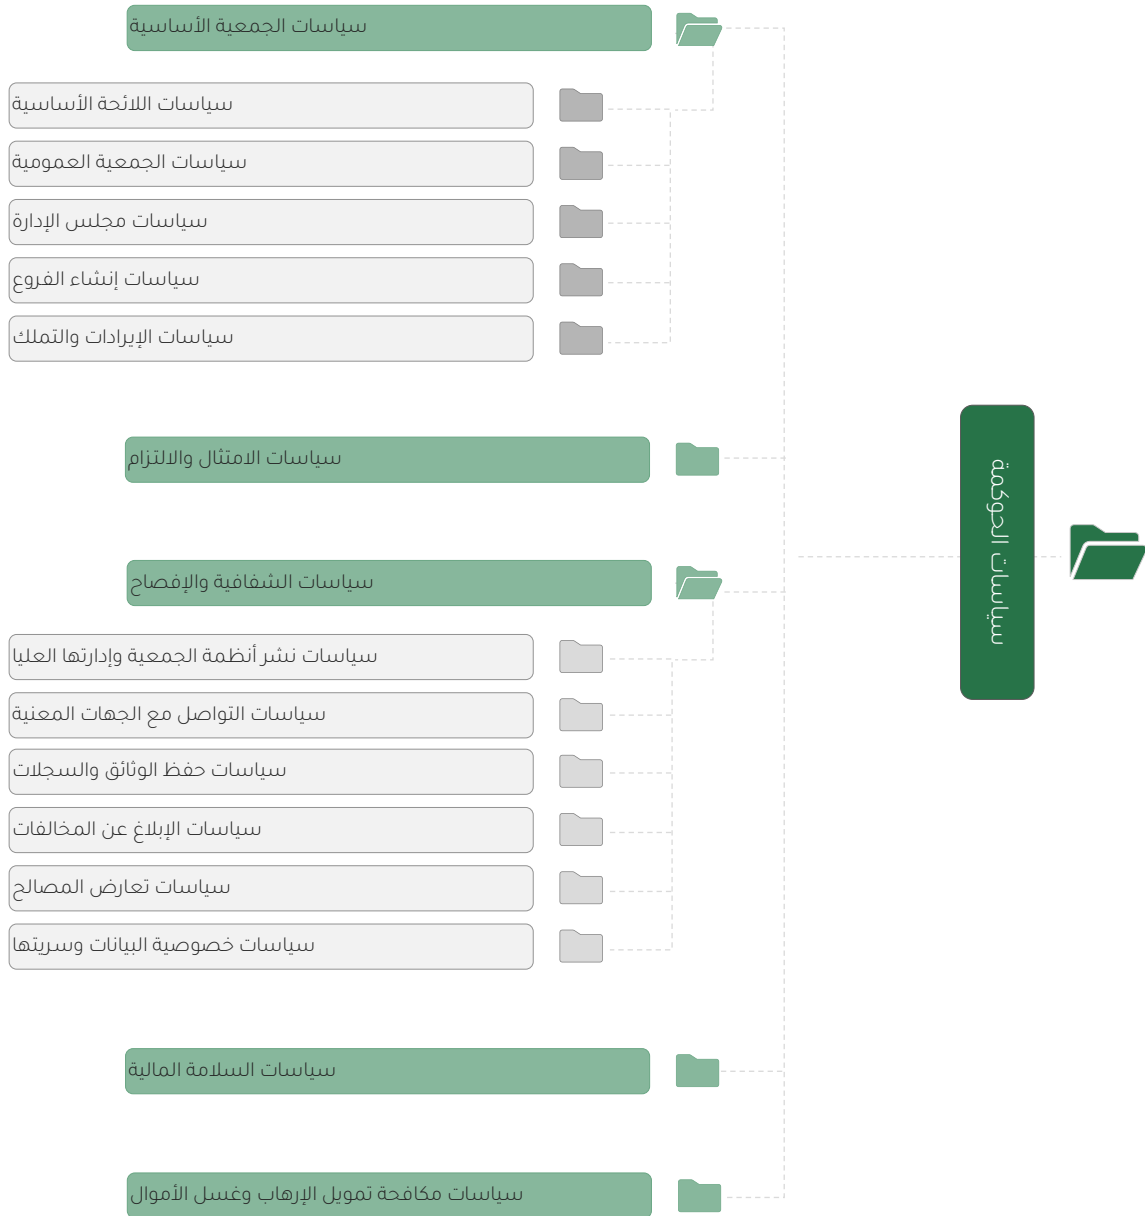 سياسات الحوكمة
سياسات الجمعية الأساسية
سياسات اللائحة الأساسية
سياسات الجمعية العمومية
سياسات مجلس الإدارة
سياسات إنشاء الفروع
سياسات الإيرادات والتملك
سياسات الامتثال والالتزام
سياسات الشفافية والإفصاح
سياسات نشر أنظمة الجمعية وإدارتها العليا
سياسات التواصل مع الجهات المعنية
سياسات حفظ الوثائق والسجلات
سياسات الإبلاغ عن المخالفات
سياسات تعارض المصالح
سياسات خصوصية البيانات وسريتها
سياسات السلامة المالية
سياسات مكافحة تمويل الإرهاب وغسل الأموال